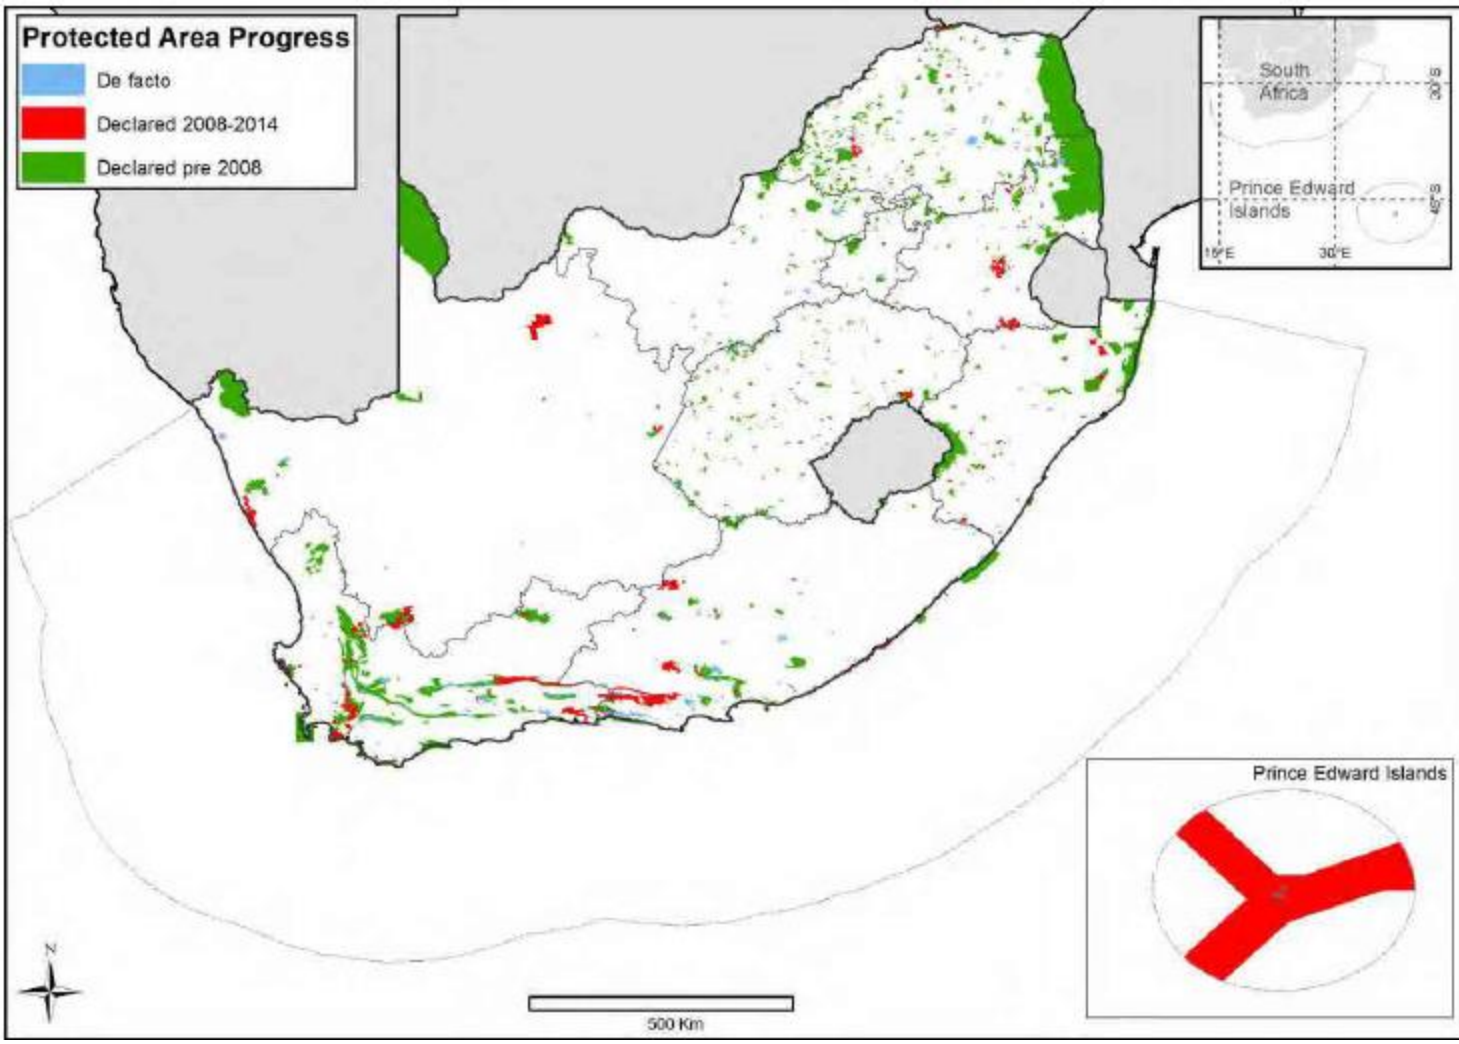 Protected Area Progress
De facto
Declared 2008-2014
Declared pre 2008
South
Africa
30°S
Prince Edward
Islands
45°S
15°E
30°E
Prince Edward Islands
N
500 Km